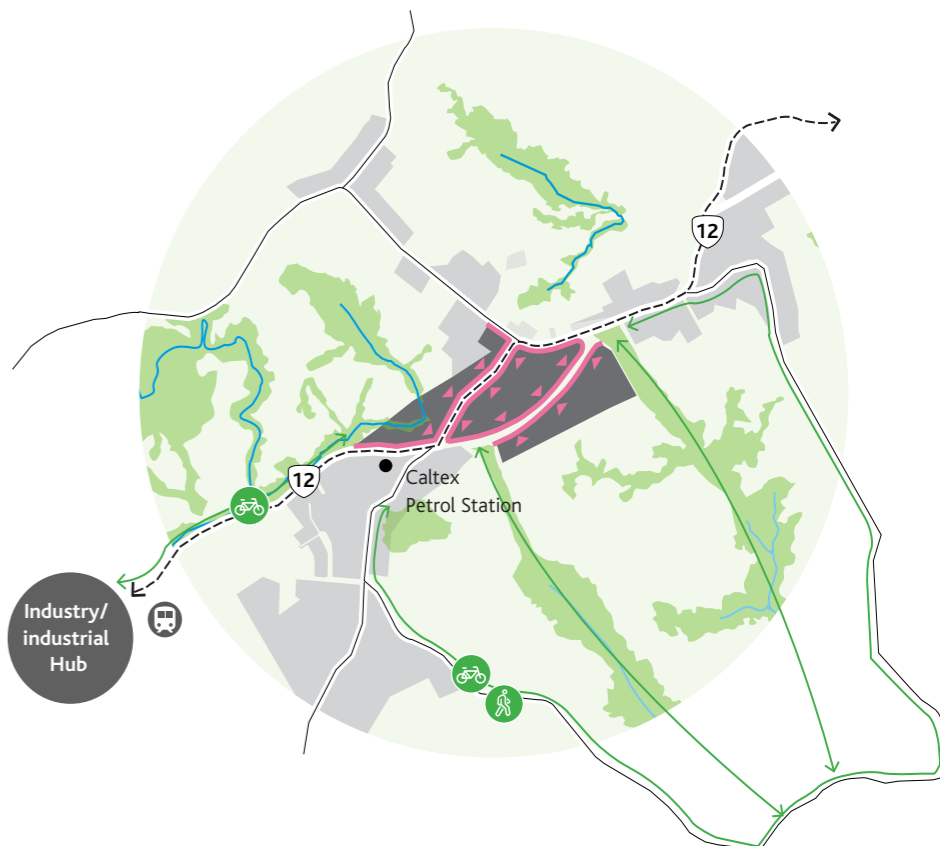 12
12
Caltex
Petrol Station
Industry/
industrial
Hub